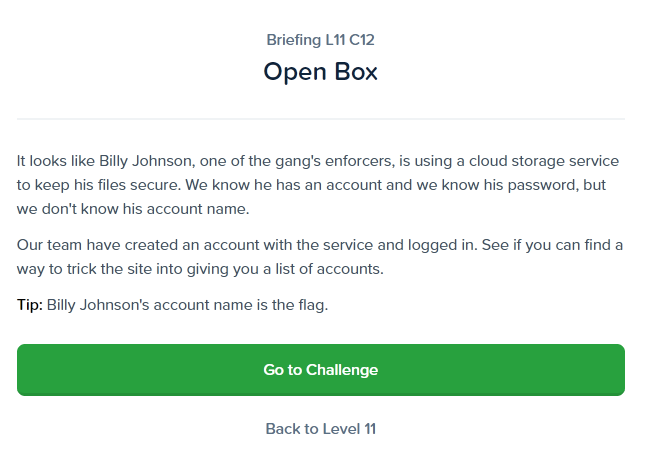 Briefing L11 C12
Open Box
It looks like Billy Johnson, one of the gang's enforcers, is using a cloud storage service
to keep his files secure. We know he has an account and we know his password, but
we don't know his account name.
Our team have created an account with the service and logged in. See if you can find a
way to trick the site into giving you a list of accounts.
Tip: Billy Johnson's account name is the flag.
Go to Challenge
Back to Level 11